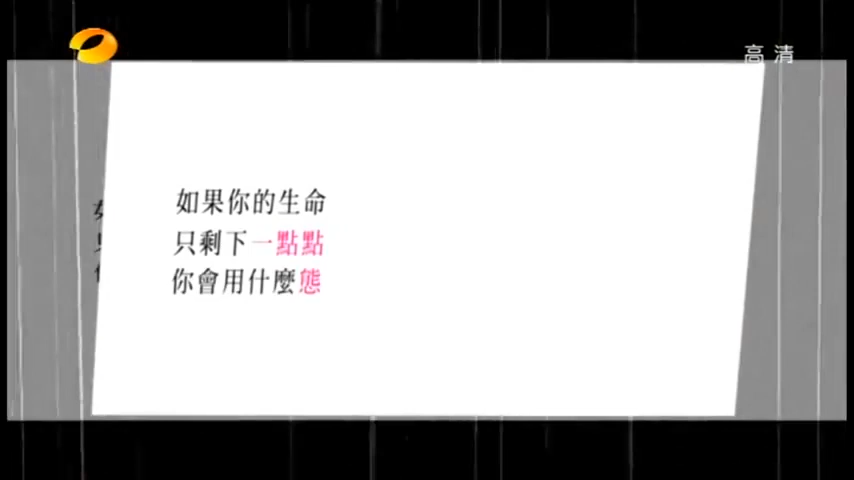 高清
如果你的生命
只剩下一點點
你會用什麼態